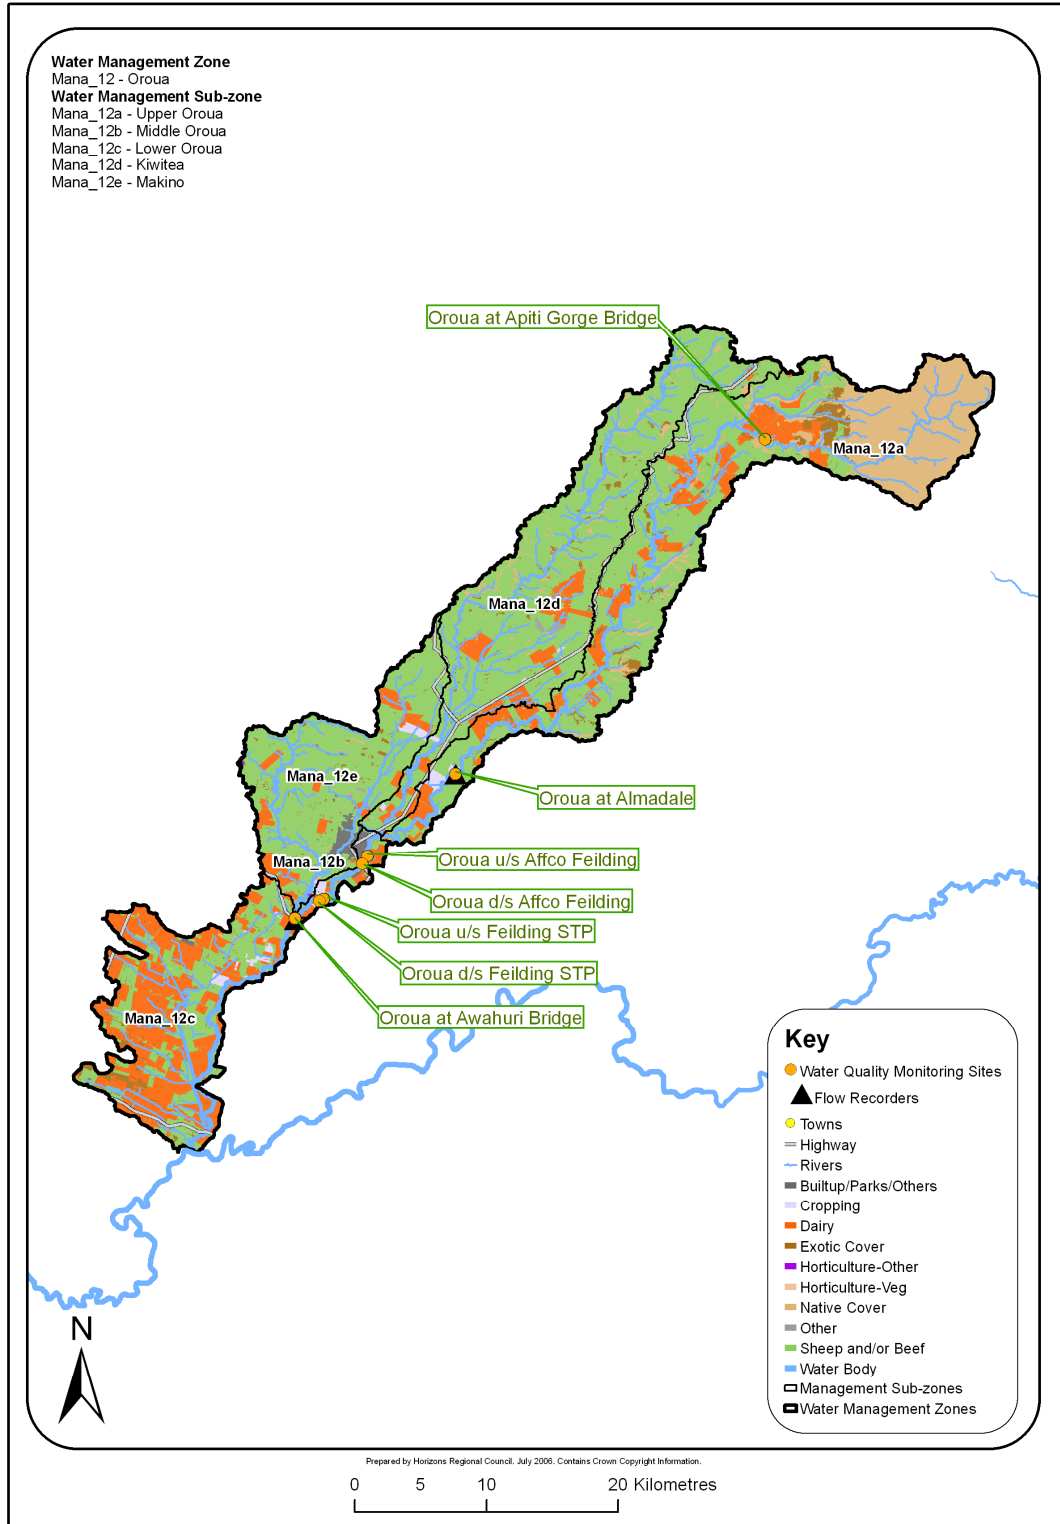 Water Management Zone
Mana_12 - Oroua
Water Management Sub-zone
Mana_12a - Upper Oroua
Mana_12b - Middle Oroua
Mana_12c - Lower Oroua
Mana_12d - Kiwitea
Mana_12e - Makino
Oroua at Apiti Gorge Bridge
Mana_12a
Mana_12d
Mana_12e
Oroua at Almadale
Mana_12b
Oroua u/s Affco Feilding
Oroua d/s Affco Feilding
Oroua u/s Feilding STP
Oroua d/s Feilding STP
Mana_12c
Oroua at Awahuri Bridge
Key
Water Quality Monitoring Sites
Flow Recorders
Towns
Highway
Rivers
Builtup/Parks/Others
Cropping
Dairy
Exotic Cover
Horticulture-Other
Horticulture-Veg
Native Cover
Other
Sheep and/or Beef
Water Body
Management Sub-zones
Water Management Zones
N
Prepared by Horizons Regional Council. July 2006. Contains Crown Copyright Information.
0 5 10 20 Kilometres